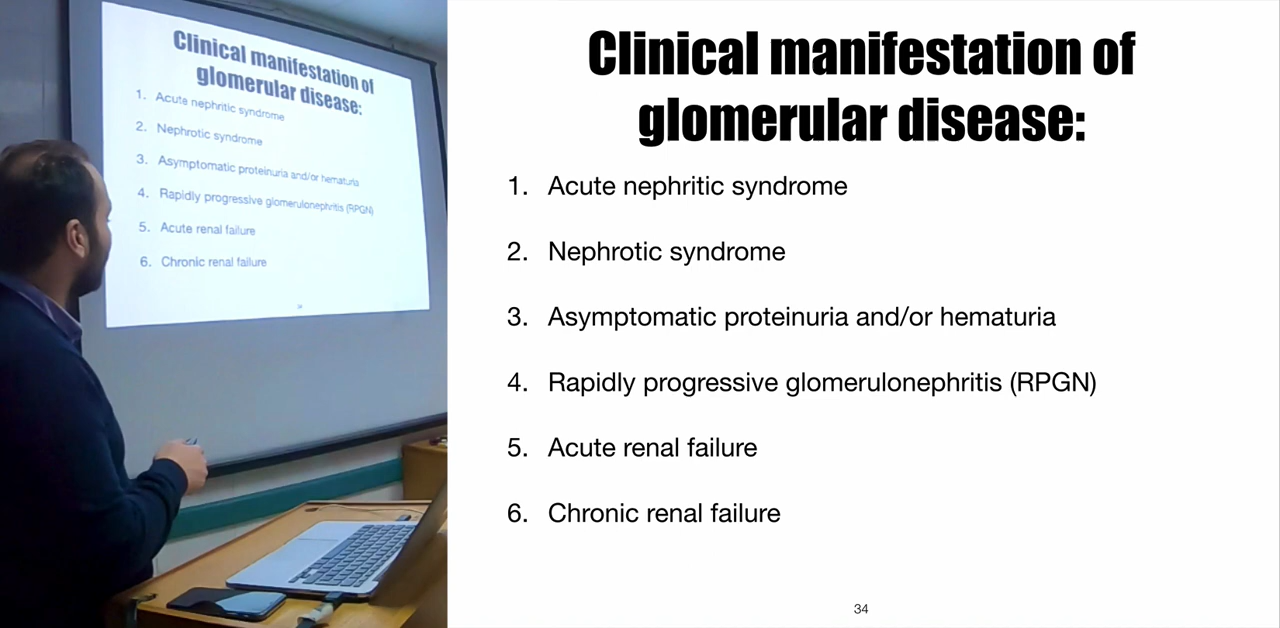 Clinical manifestation of
glomerular disease:
1. Acute nephritic syndrome
2. Nephrotic syndrome
3. Asymptomatic proteinuria and/or hematuria
4. Rapidly progressive glomerulonephritis (RPGN)
5. Acute renal failure
6. Chronic renal failure
34
Clinical manifestation of
glomerular disease:
1. Acute nephritic syndrome
2. Nephrotic syndrome
3. Asymptomatic proteinuria and/or hematuria
4. Rapidly progressive glomerulonephritis (RPGN)
5. Acute renal failure
6. Chronic renal failure
34